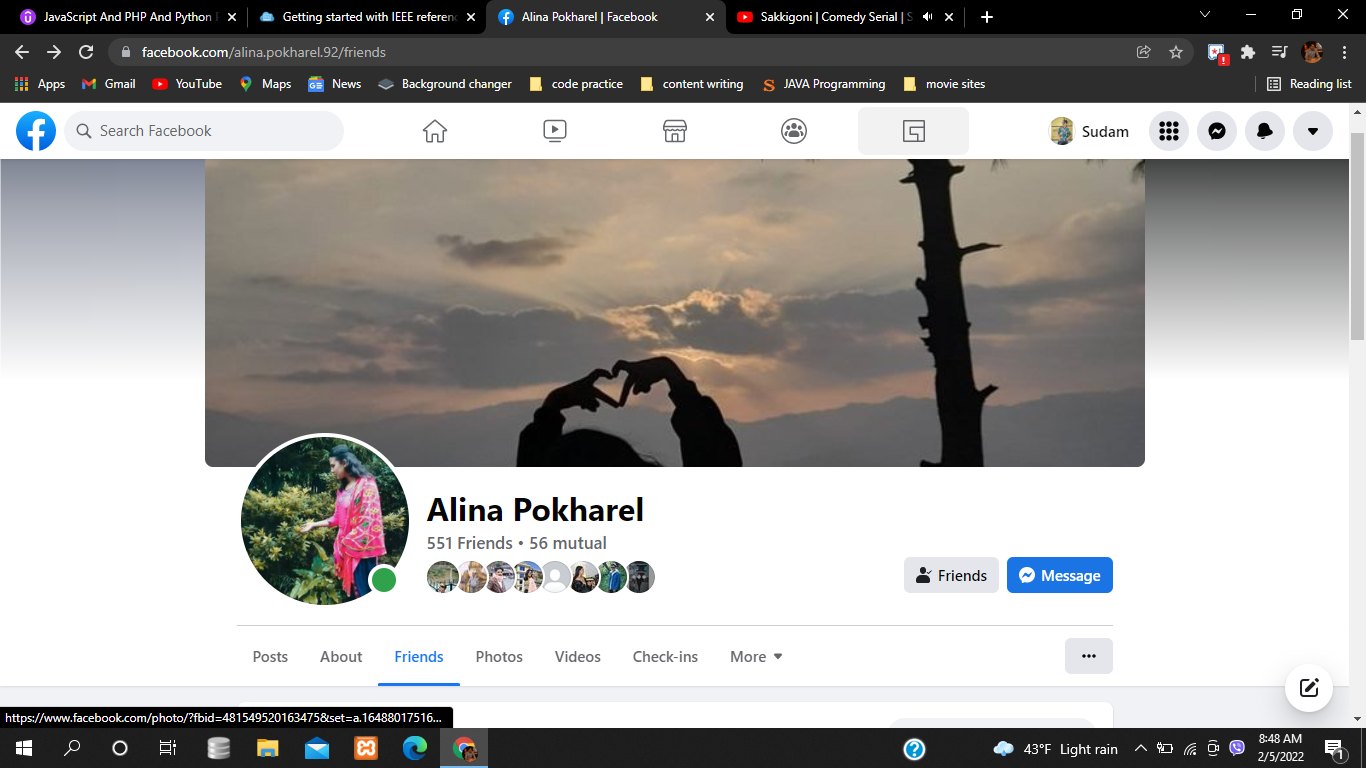 JavaScript And PHP And Python
Getting started with IEEE referenc
Alina Pokharel | Facebook
Sakkigoni | Comedy Serial | S
facebook.com/alina.pokharel.92/friends
Apps
Gmail
YouTube
Maps
News
Background changer
code practice
content writing
JAVA Programming
movie sites
Reading list
Search Facebook
Sudam
Alina Pokharel
551 Friends • 56 mutual
Friends
Message
Posts
About
Friends
Photos
Videos
Check-ins
More
https://www.facebook.com/photo/?fbid=481549520163475&set=a.16488017516...
43°F Light rain
8:48 AM
2/5/2022
1